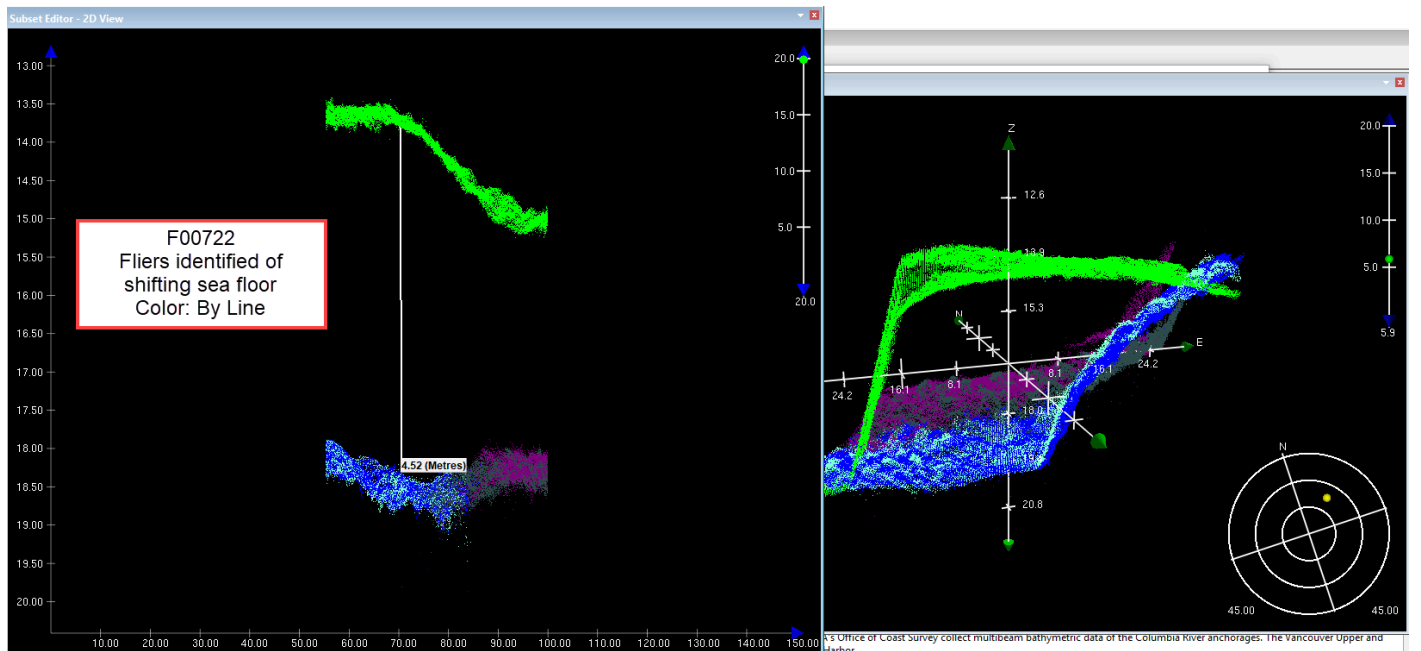 Subset Editor - 2D View
13.00
13.50
14.00
14.50
15.00
15.50
16.00
16.50
17.00
17.50
18.00
18.50
19.00
19.50
20.00
10.00 20.00 30.00 40.00 50.00 60.00 70.00 80.00 90.00 100.00 110.00 120.00 130.00 140.00 150.00
20.0
15.0
10.0
5.0
20.0
F00722
Fliers identified of
shifting sea floor
Color: By Line
4.52 (Metres)
Z
12.6
13.9
15.3
N
E
24.2 16.1 8.1 8.1 16.1 24.2
18.0
20.8
20.0
15.0
10.0
5.0
5.9
N
45.00 45.00
's Office of Coast Survey collect multibeam bathymetric data of the Columbia River anchorages. The Vancouver Upper and
Harbor